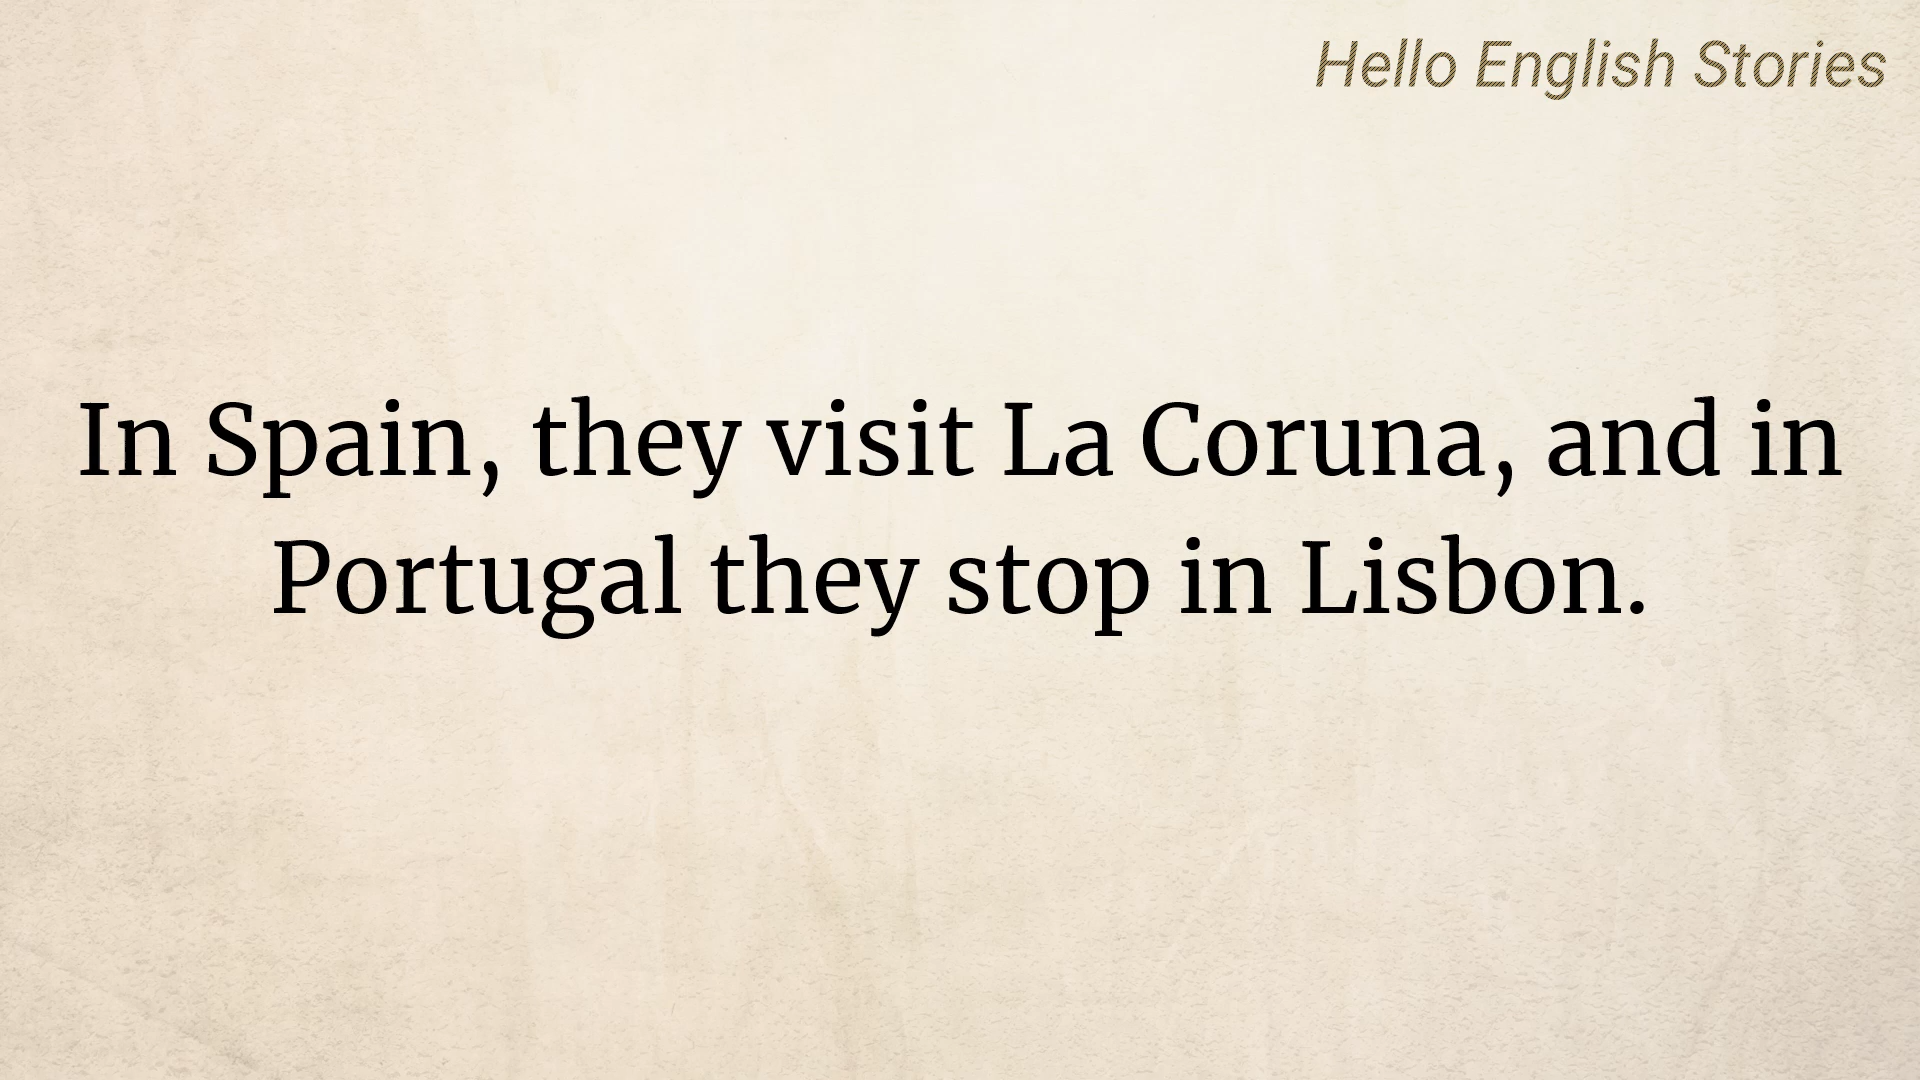 Hello English Stories
In Spain, they visit La Coruna, and in
Portugal they stop in Lisbon.